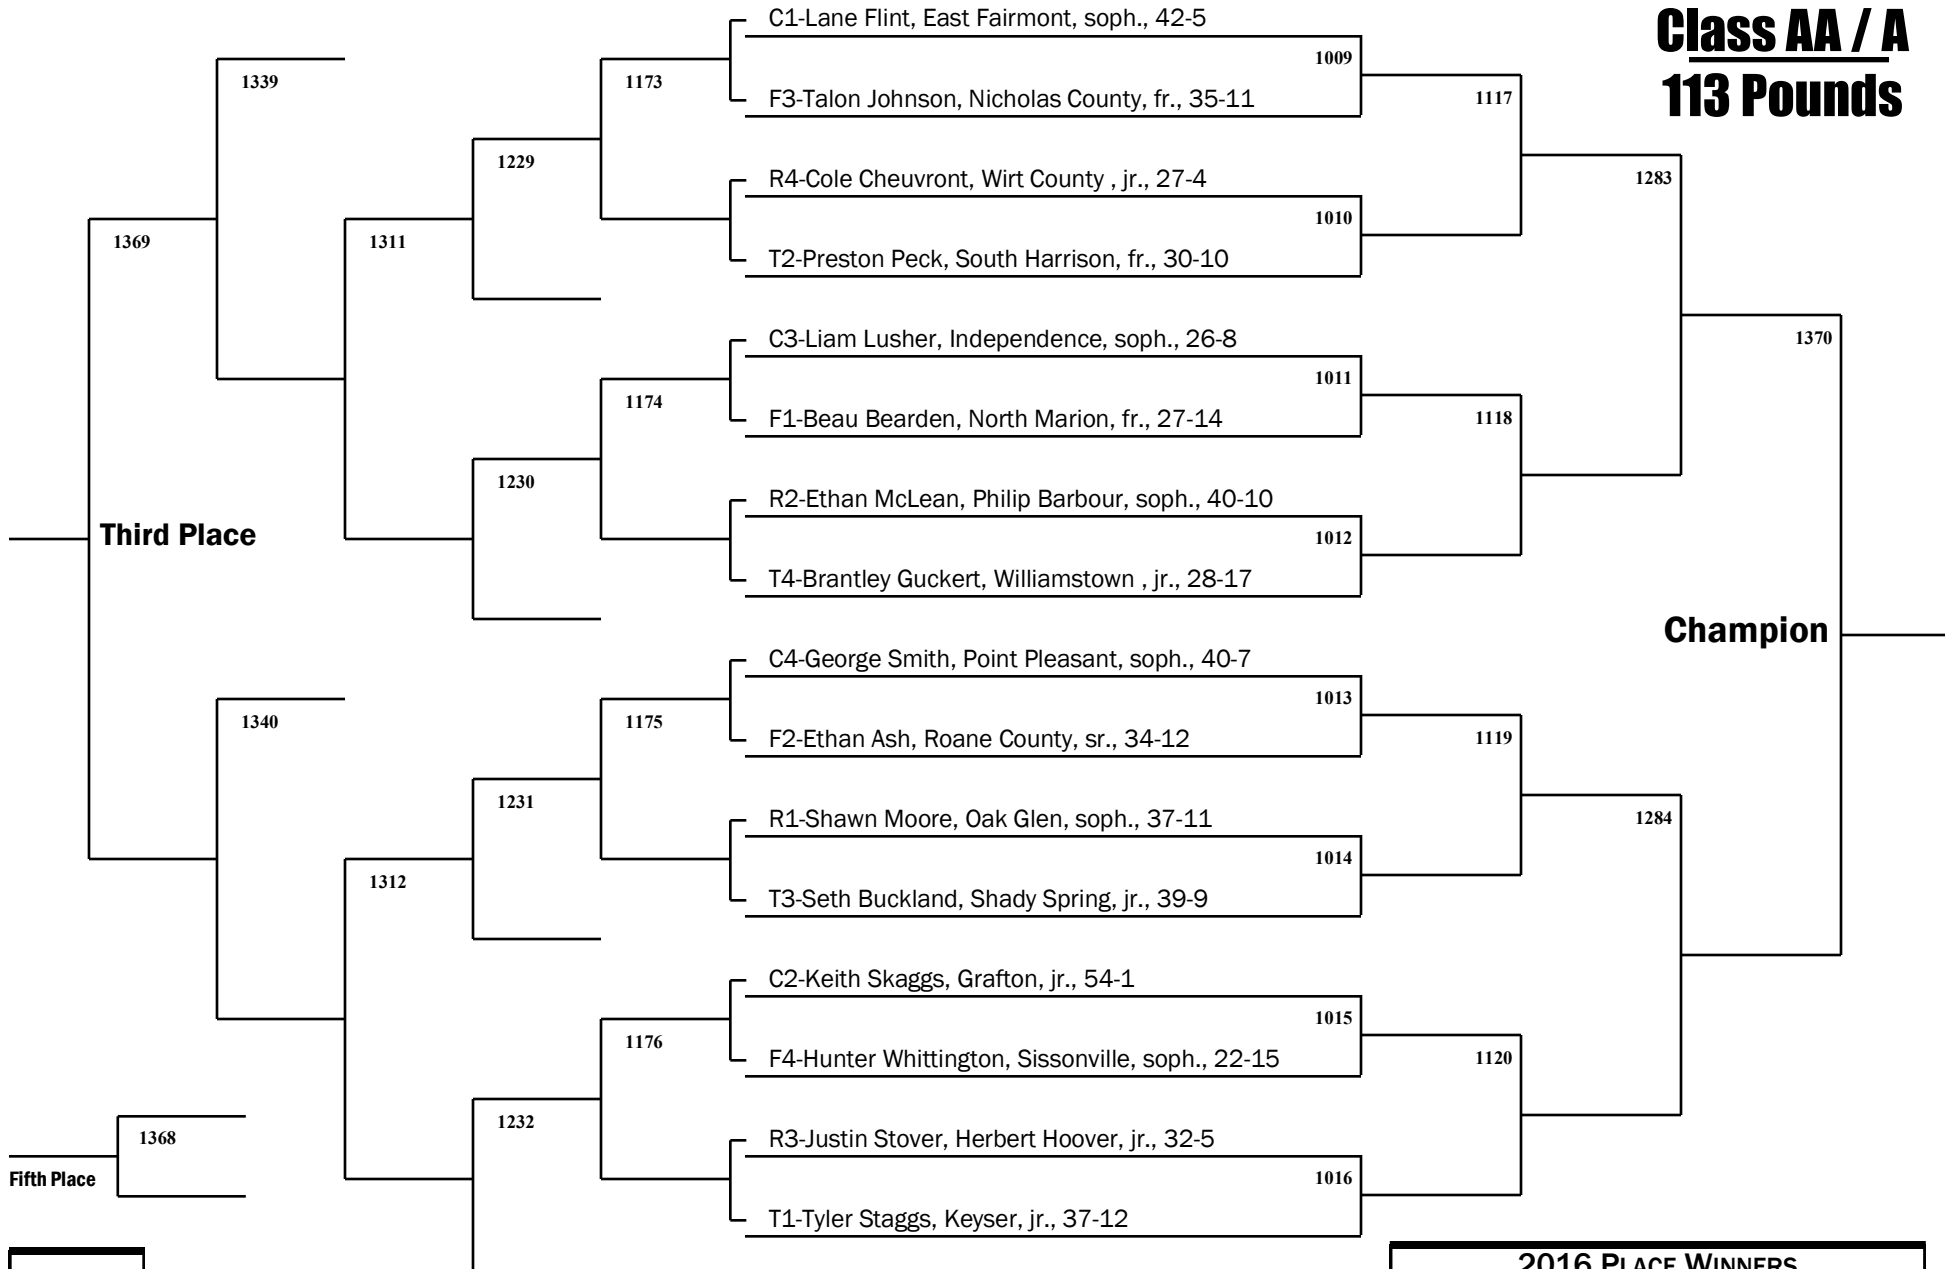 Class AA / A
113 Pounds
C1-Lane Flint, East Fairmont, soph., 42-5
1009
1339
1173
F3-Talon Johnson, Nicholas County, fr., 35-11
1117
1229
R4-Cole Cheuvront, Wirt County , jr., 27-4
1283
1010
1369
1311
T2-Preston Peck, South Harrison, fr., 30-10
C3-Liam Lusher, Independence, soph., 26-8
1370
1011
1174
F1-Beau Bearden, North Marion, fr., 27-14
1118
1230
R2-Ethan McLean, Philip Barbour, soph., 40-10
Third Place
1012
T4-Brantley Guckert, Williamstown , jr., 28-17
Champion
C4-George Smith, Point Pleasant, soph., 40-7
1013
1340
1175
F2-Ethan Ash, Roane County, sr., 34-12
1119
1231
R1-Shawn Moore, Oak Glen, soph., 37-11
1284
1014
1312
T3-Seth Buckland, Shady Spring, jr., 39-9
C2-Keith Skaggs, Grafton, jr., 54-1
1015
1176
F4-Hunter Whittington, Sissonville, soph., 22-15
1120
1232
1368
R3-Justin Stover, Herbert Hoover, jr., 32-5
Fifth Place
1016
T1-Tyler Staggs, Keyser, jr., 37-12
2016 PLACE WINNERS